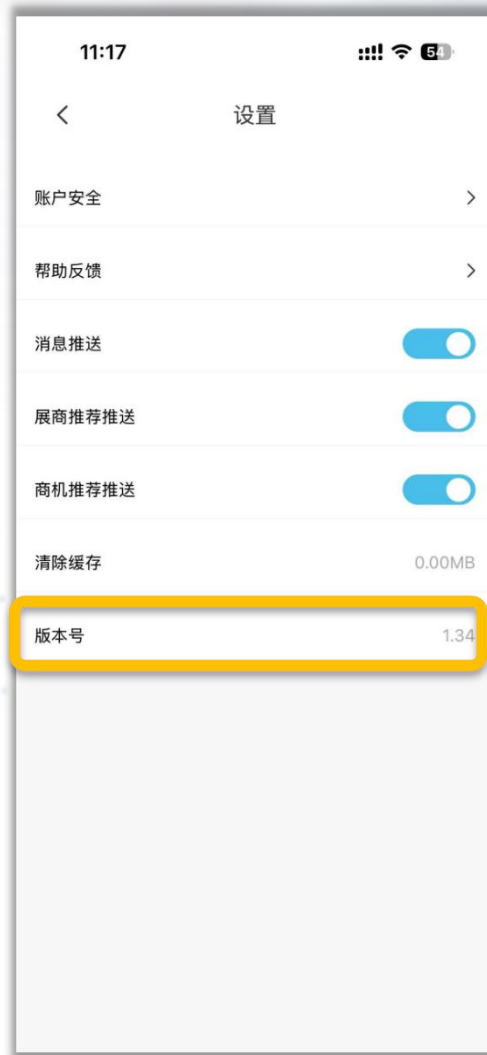 11:17 54
设置
账户安全
帮助反馈
消息推送
展商推荐推送
商机推荐推送
清除缓存 0.00MB
版本号 1.34